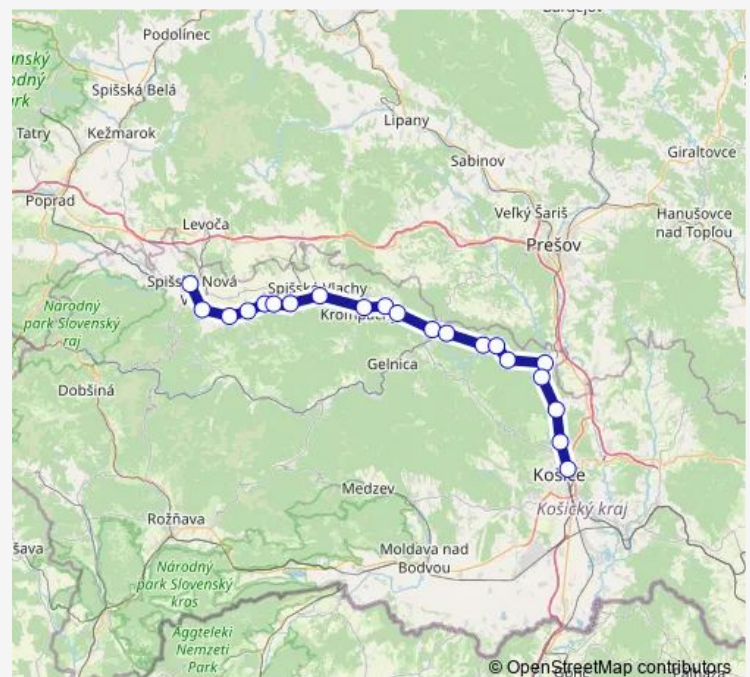 Podolínec
Spišská Belá
Lipany
Tatry
Kežmarok
Sabinov
Giraltovce
Poprad
Levoča
Veľký Šariš
Hanušovce
nad Topľou
Prešov
Nová
Národný
park Slovenský
raj
Gelnica
Dobšiná
Košice
Košický kraj
Medzev
Rožňava
Moldava nad
Bodvou
Národný
park Slovenský
kras
Aggteleki
Nemzeti
Park
© OpenStreetMap contributors